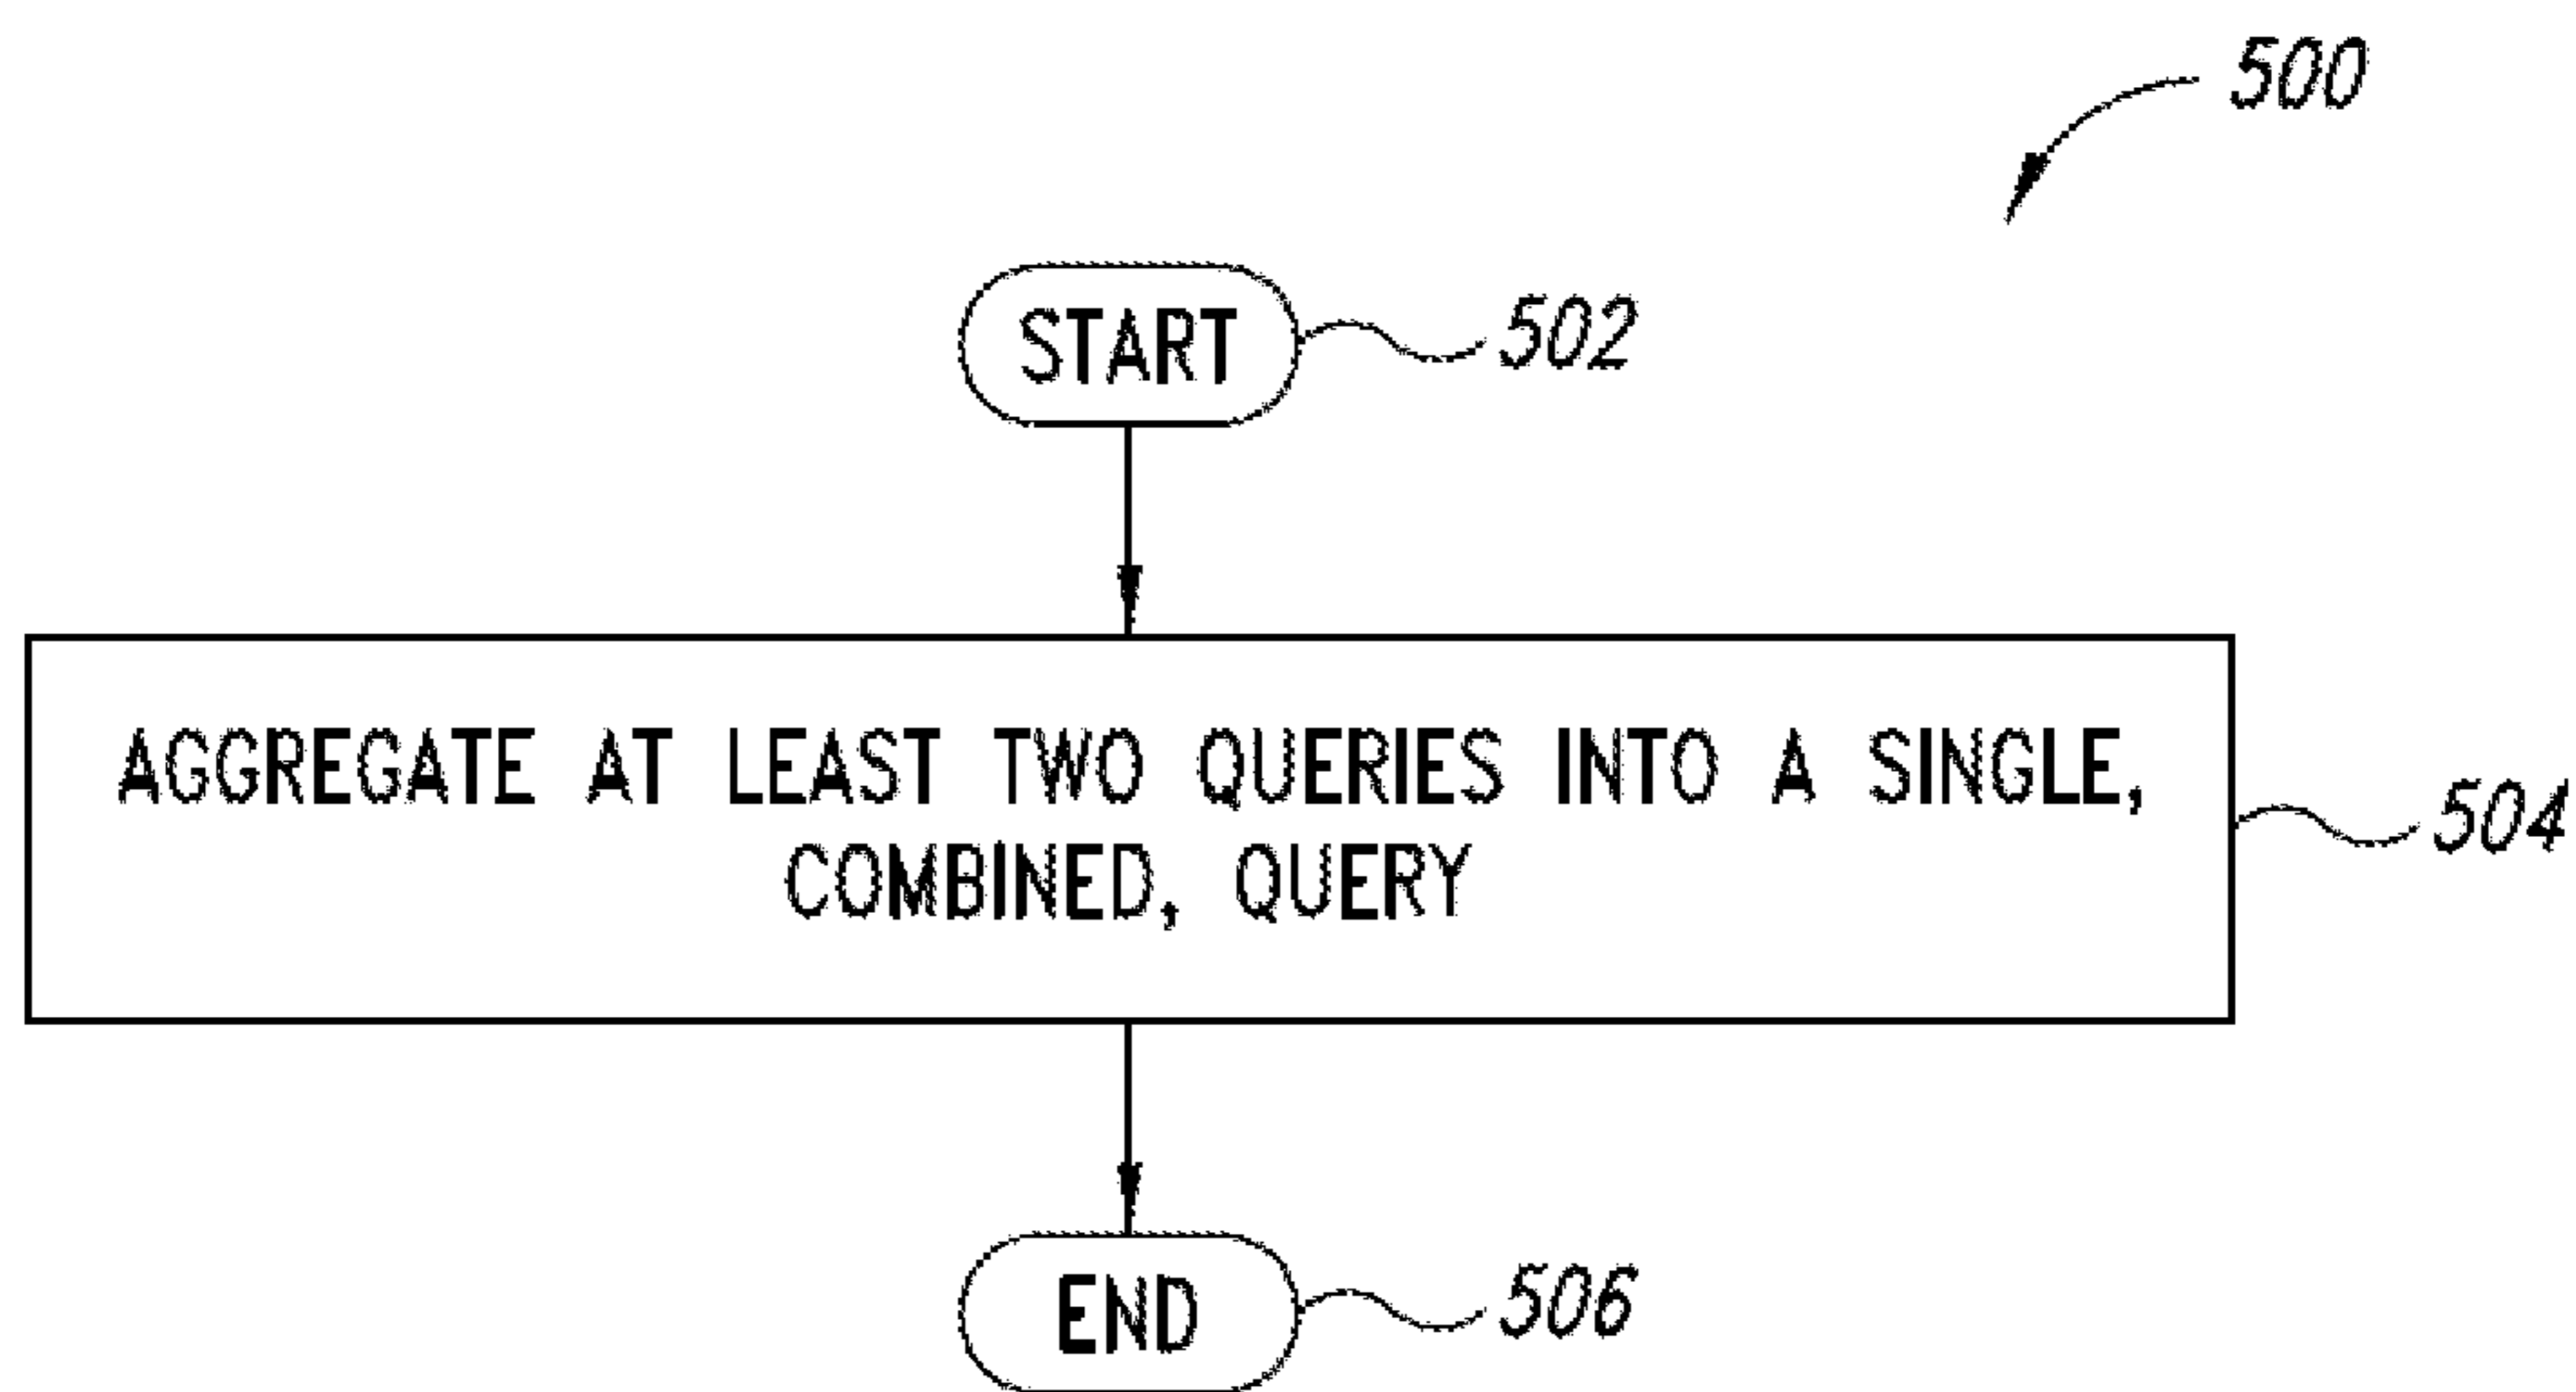 500
START 502
AGGREGATE AT LEAST TWO QUERIES INTO A SINGLE,
COMBINED, QUERY
504
END 506